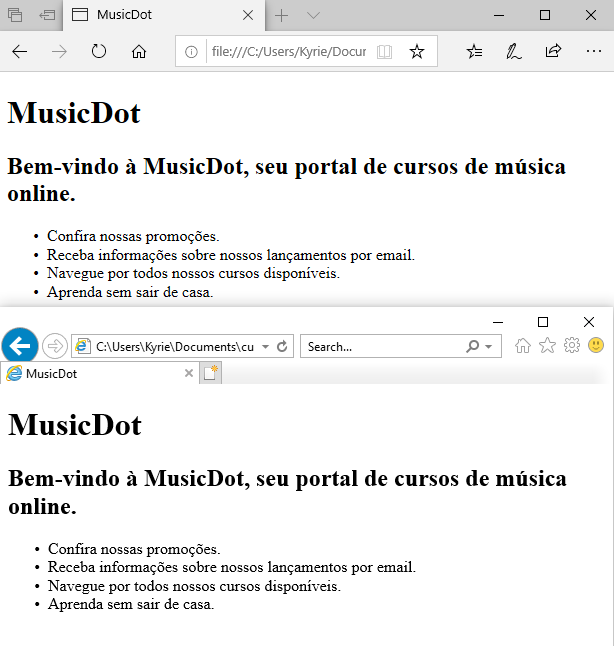 MusicDot
file:///C:/Users/Kyrie/Docur
MusicDot
Bem-vindo à MusicDot, seu portal de cursos de música
online.
• Confira nossas promoções.
• Receba informações sobre nossos lançamentos por email.
• Navegue por todos nossos cursos disponíveis.
• Aprenda sem sair de casa.
C:\Users\Kyrie\Documents\cu
Search...
MusicDot
MusicDot
Bem-vindo à MusicDot, seu portal de cursos de música
online.
• Confira nossas promoções.
• Receba informações sobre nossos lançamentos por email.
• Navegue por todos nossos cursos disponíveis.
• Aprenda sem sair de casa.